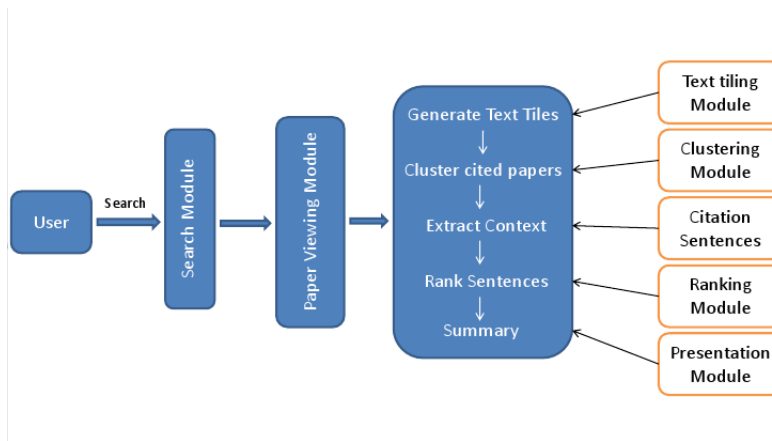 User
Search
Search Module
Paper Viewing Module
Generate Text Tiles
Cluster cited papers
Extract Context
Rank Sentences
Summary
Text tiling
Module
Clustering
Module
Citation
Sentences
Ranking
Module
Presentation
Module